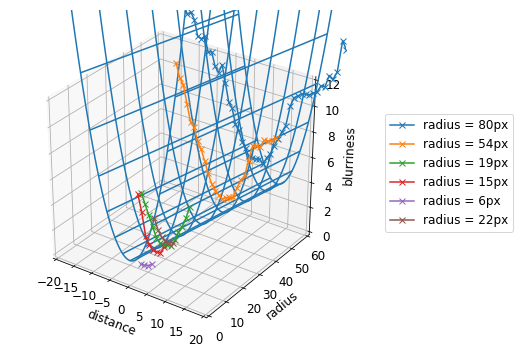 12
10
8
6
4
2
0
blurriness
radius = 80px
radius = 54px
radius = 19px
radius = 15px
radius = 6px
radius = 22px
−20
−15
−10
−5
0
5
10
15
20
distance
0
10
20
30
40
50
60
radius